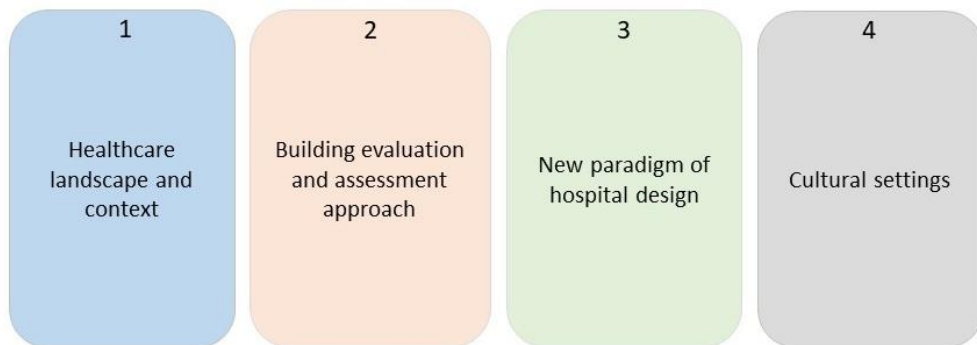 1
Healthcare
landscape and
context
2
Building evaluation
and assessment
approach
3
New paradigm of
hospital design
4
Cultural settings